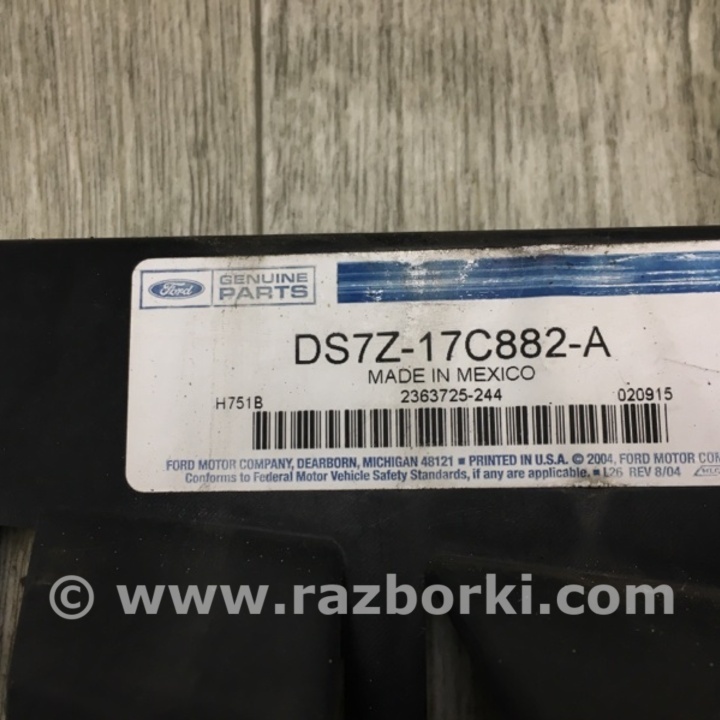 Ford GENUINE PARTS
DS7Z-17C882-A
MADE IN MEXICO
H751B 2363725-244 020915
FORD MOTOR COMPANY, DEARBORN, MICHIGAN 48121 ■ PRINTED IN U.S.A. © 2004, FORD MOTOR COM
Conforms to Federal Motor Vehicle Safety Standards, if any are applicable. ■ L26 REV 8/04
© www.razborki.com